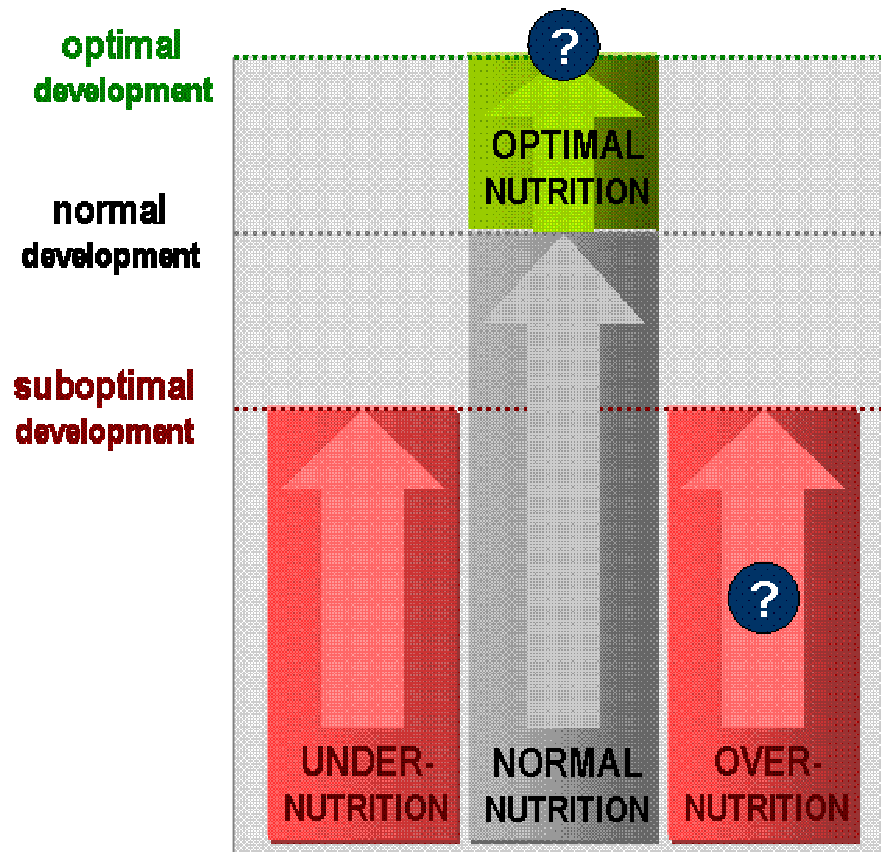 optimal
development
?
OPTIMAL
NUTRITION
normal
development
suboptimal
development
?
UNDER-
NUTRITION
NORMAL
NUTRITION
OVER-
NUTRITION